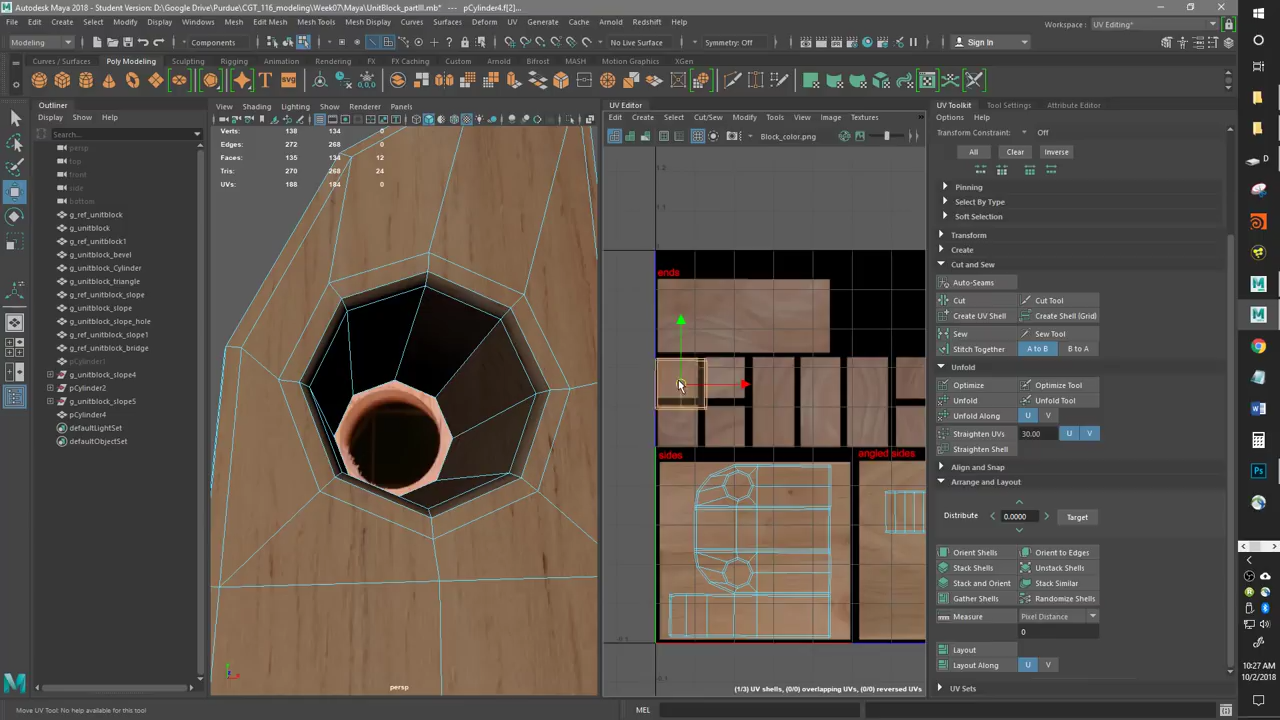 Autodesk Maya 2018 - Student Version: D:\Google Drive\Purdue\CGT_116_modeling\Week07\Maya\UnitBlock_partIII.mb* --- pCylinder4.f[2]...
File Edit Create Select Modify Display Windows Mesh Edit Mesh Mesh Tools Mesh Display Curves Surfaces Deform UV Generate Cache Arnold Redshift Help
Workspace : UV Editing*
Modeling Components No Live Surface Symmetry: Off Sign In
Curves / Surfaces Poly Modeling Sculpting Rigging Animation Rendering FX FX Caching Arnold Bifrost MASH Motion Graphics XGen
Outliner
Display Show Help
Search...
persp
top
front
side
bottom
g_ref_unitblock
g_unitblock
g_ref_unitblock1
g_unitblock_bevel
g_unitblock_Cylinder
g_unitblock_triangle
g_ref_unitblock_slope
g_unitblock_slope
g_unitblock_slope_hole
g_ref_unitblock_slope1
g_ref_unitblock_bridge
pCylinder1
g_unitblock_slope4
pCylinder2
g_unitblock_slope5
pCylinder4
defaultLightSet
defaultObjectSet
View Shading Lighting Show Renderer Panels
Verts: 138 134 0
Edges: 272 268 0
Faces: 135 134 12
Tris: 270 268 24
UVs: 188 184 0
persp
UV Editor
Edit Create Select Cut/Sew Modify Tools View Image Textures
Block_color.png
ends
sides
angled sides
(1/3) UV shells, (0/0) overlapping UVs, (0/0) reversed UVs
UV Toolkit Tool Settings Attribute Editor
Options Help
Transform Constraint: Off
All Clear Inverse
Pinning
Select By Type
Soft Selection
Transform
Create
Cut and Sew
Auto-Seams
Cut Cut Tool
Create UV Shell Create Shell (Grid)
Sew Sew Tool
Stitch Together A to B B to A
Unfold
Optimize Optimize Tool
Unfold Unfold Tool
Unfold Along U V
Straighten UVs 30.00 U V
Straighten Shell
Align and Snap
Arrange and Layout
Distribute 0.0000 Target
Orient Shells Orient to Edges
Stack Shells Unstack Shells
Stack and Orient Stack Similar
Gather Shells Randomize Shells
Measure Pixel Distance
0
Layout
Layout Along U V
UV Sets
Move UV Tool: No help available for this tool
MEL
10:27 AM
10/2/2018